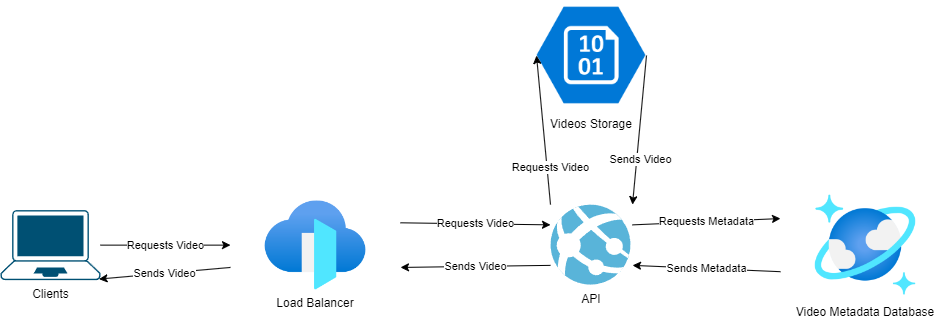 10
01
Videos Storage
Requests Video
Sends Video
Requests Video
Sends Video
Clients
Load Balancer
Requests Video
Sends Video
API
Requests Metadata
Sends Metadata
Video Metadata Database